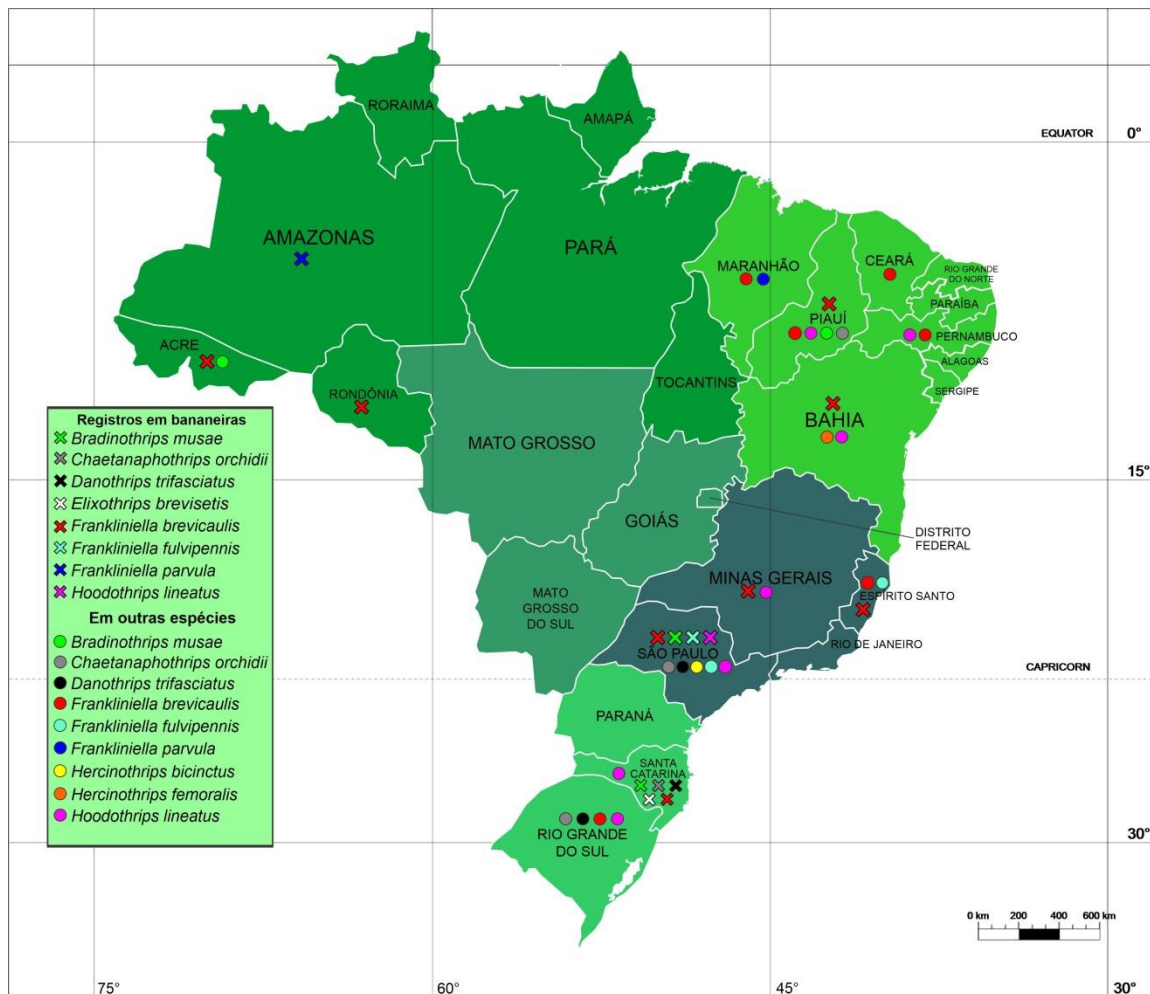 RORAIMA
AMAPÁ
EQUATOR
0º
AMAZONAS
PARÁ
MARANHÃO
CEARÁ
RIO GRANDE
DO NORTE
PARAÍBA
PIAUÍ
PERNAMBUCO
ACRE
ALAGOAS
TOCANTINS
SERGIPE
RONDÔNIA
BAHIA
MATO GROSSO
15º
GOIÁS
DISTRITO
FEDERAL
MINAS GERAIS
MATO
GROSSO
DO SUL
ESPÍRITO SANTO
RIO DE JANEIRO
SÃO PAULO
CAPRICORN
PARANÁ
SANTA
CATARINA
RIO GRANDE
DO SUL
30º
Registros em bananeiras
Bradinothrips musae
Chaetanaphothrips orchidii
Danothrips trifasciatus
Elixothrips brevisetis
Frankliniella brevicaulis
Frankliniella fulvipennis
Frankliniella parvula
Hoodothrips lineatus
Em outras espécies
Bradinothrips musae
Chaetanaphothrips orchidii
Danothrips trifasciatus
Frankliniella brevicaulis
Frankliniella fulvipennis
Frankliniella parvula
Hercinothrips bicinctus
Hercinothrips femoralis
Hoodothrips lineatus
0 km 200 400 600 km
75° 60° 45° 30°